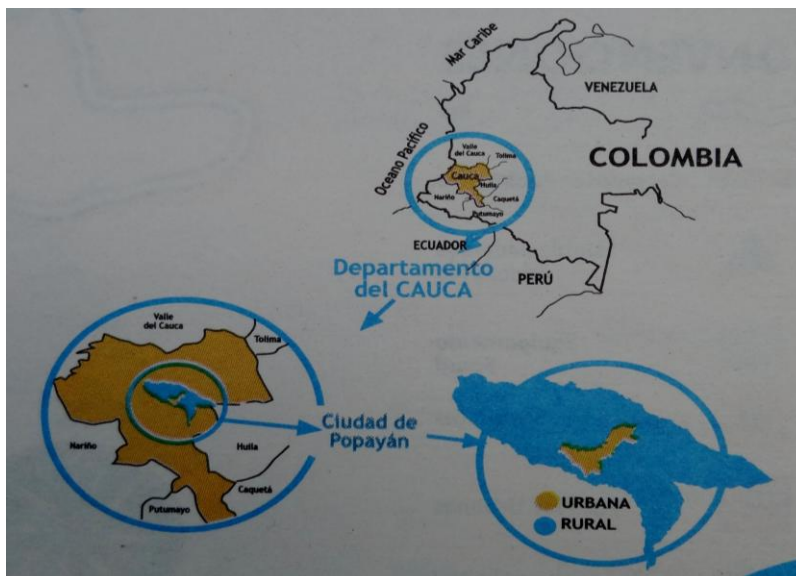 Mar Caribe
VENEZUELA
Oceano Pacífico
COLOMBIA
Valle
del Cauca
Tolima
Cauca
Huila
Nariño
Caquetá
Putumayo
ECUADOR
PERÚ
Departamento
del CAUCA
Valle
del Cauca
Tolima
Nariño
Huila
Caquetá
Putumayo
Ciudad de
Popayán
URBANA
RURAL